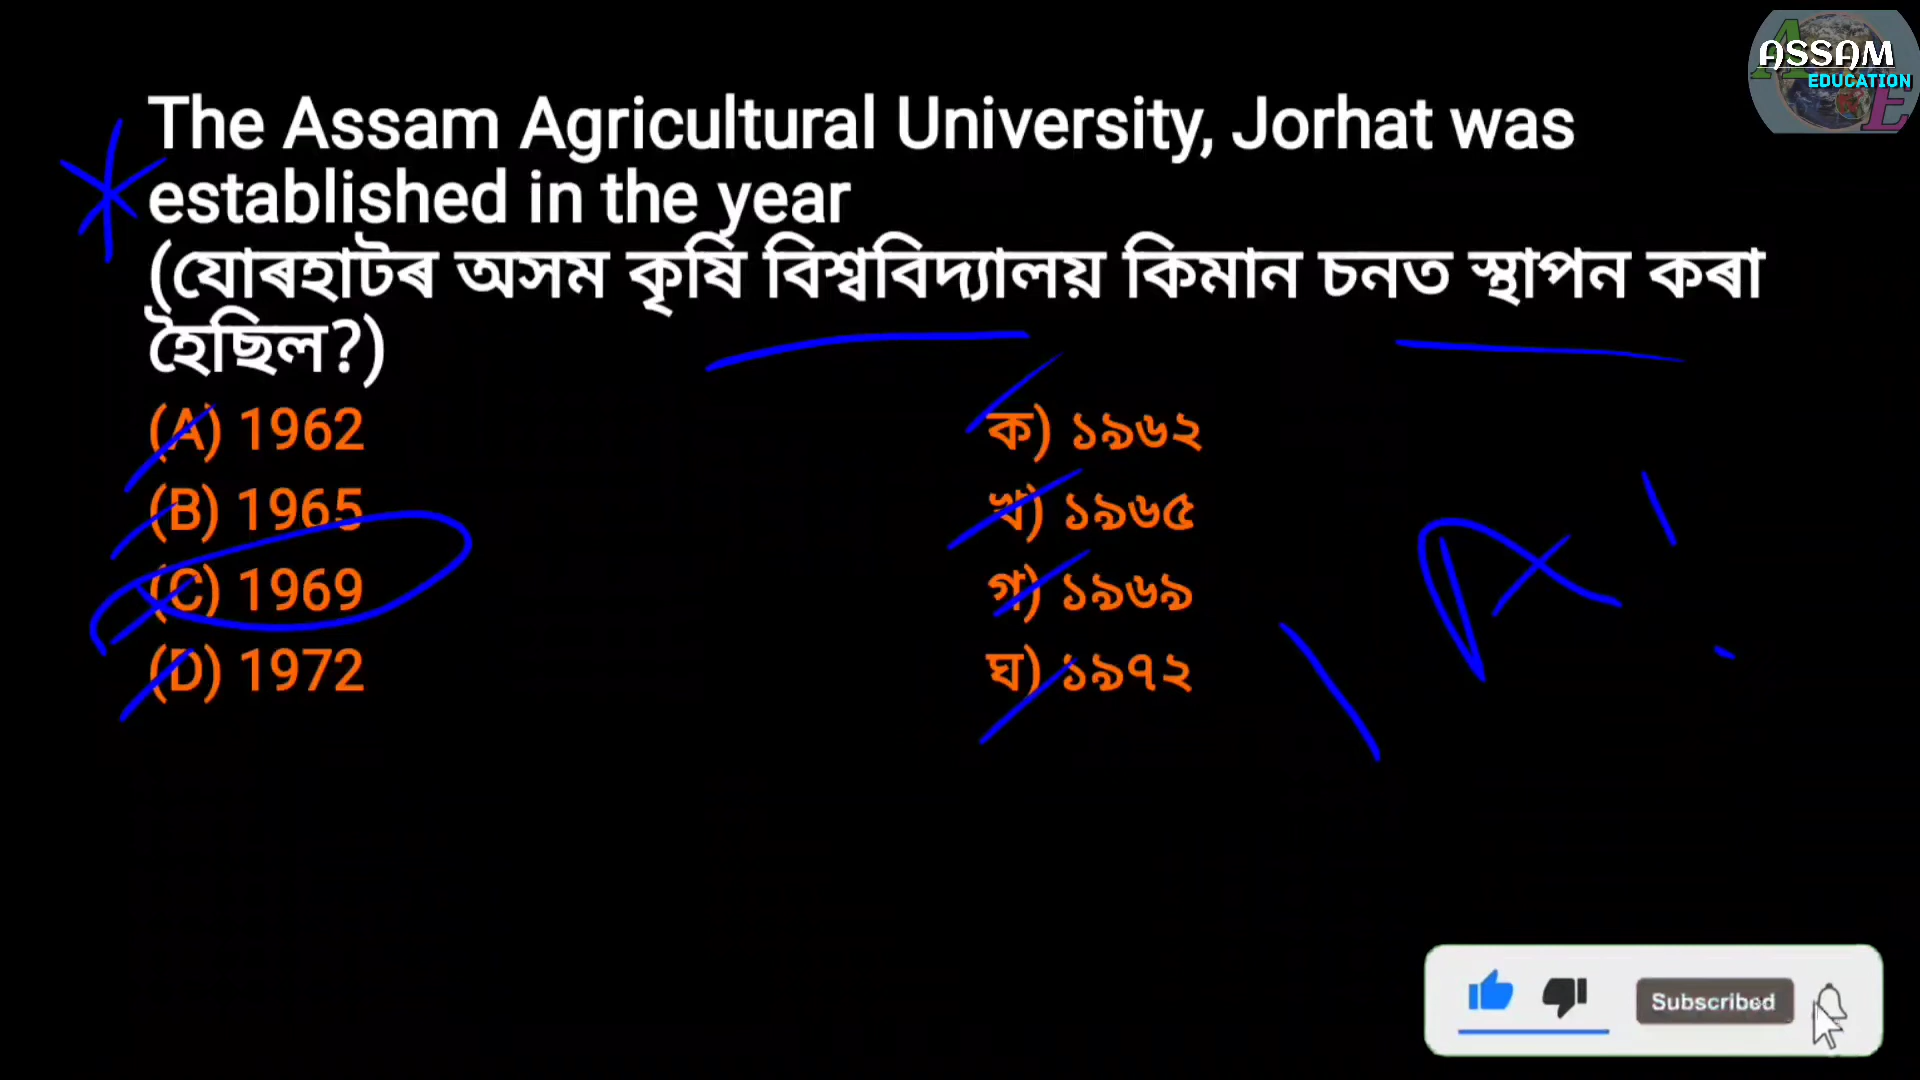 ASSAM
EDUCATION
The Assam Agricultural University, Jorhat was
established in the year
(যোৰহাটৰ অসম কৃষি বিশ্ববিদ্যালয় কিমান চনত স্থাপন কৰা
হৈছিল?)
(A) 1962
ক) ১৯৬২
(B) 1965
খ) ১৯৬৫
(C) 1969
গ) ১৯৬৯
(D) 1972
ঘ) ১৯৭২
Subscribed